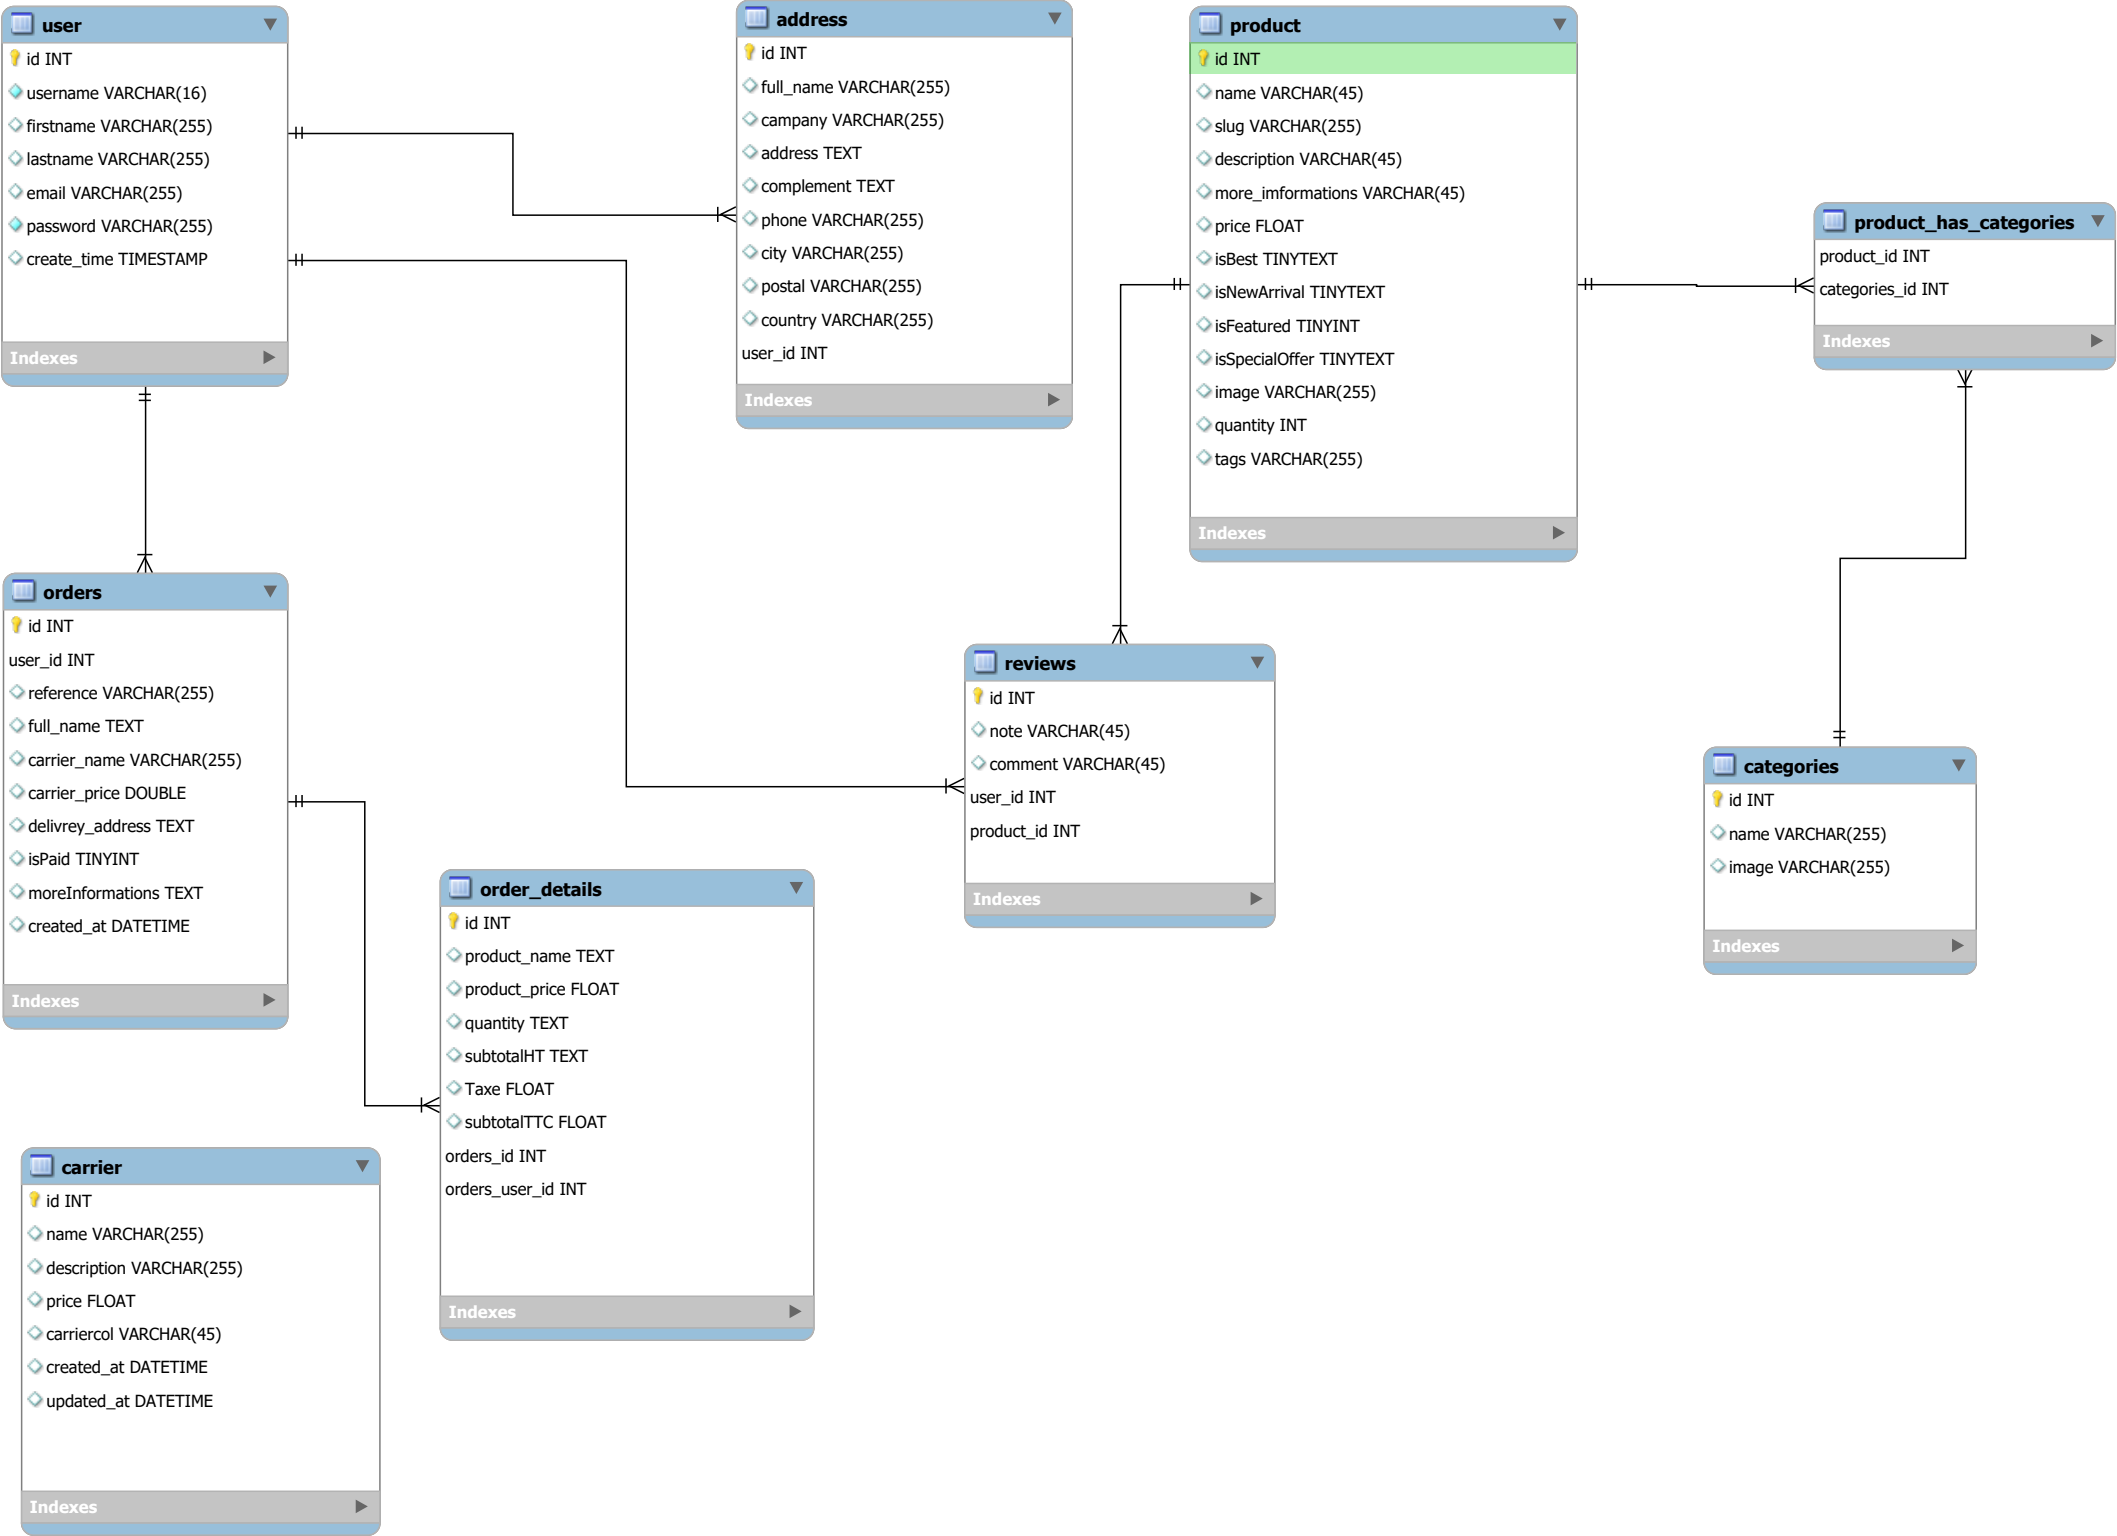 user
id INT
username VARCHAR(16)
firstname VARCHAR(255)
lastname VARCHAR(255)
email VARCHAR(255)
password VARCHAR(255)
create_time TIMESTAMP
Indexes
address
id INT
full_name VARCHAR(255)
campany VARCHAR(255)
address TEXT
complement TEXT
phone VARCHAR(255)
city VARCHAR(255)
postal VARCHAR(255)
country VARCHAR(255)
user_id INT
Indexes
product
id INT
name VARCHAR(45)
slug VARCHAR(255)
description VARCHAR(45)
more_imformations VARCHAR(45)
price FLOAT
isBest TINYTEXT
isNewArrival TINYTEXT
isFeatured TINYINT
isSpecialOffer TINYTEXT
image VARCHAR(255)
quantity INT
tags VARCHAR(255)
Indexes
product_has_categories
product_id INT
categories_id INT
Indexes
orders
id INT
user_id INT
reference VARCHAR(255)
full_name TEXT
carrier_name VARCHAR(255)
carrier_price DOUBLE
delivrey_address TEXT
isPaid TINYINT
moreInformations TEXT
created_at DATETIME
Indexes
reviews
id INT
note VARCHAR(45)
comment VARCHAR(45)
user_id INT
product_id INT
Indexes
categories
id INT
name VARCHAR(255)
image VARCHAR(255)
Indexes
order_details
id INT
product_name TEXT
product_price FLOAT
quantity TEXT
subtotalHT TEXT
Taxe FLOAT
subtotalTTC FLOAT
orders_id INT
orders_user_id INT
Indexes
carrier
id INT
name VARCHAR(255)
description VARCHAR(255)
price FLOAT
carriercol VARCHAR(45)
created_at DATETIME
updated_at DATETIME
Indexes